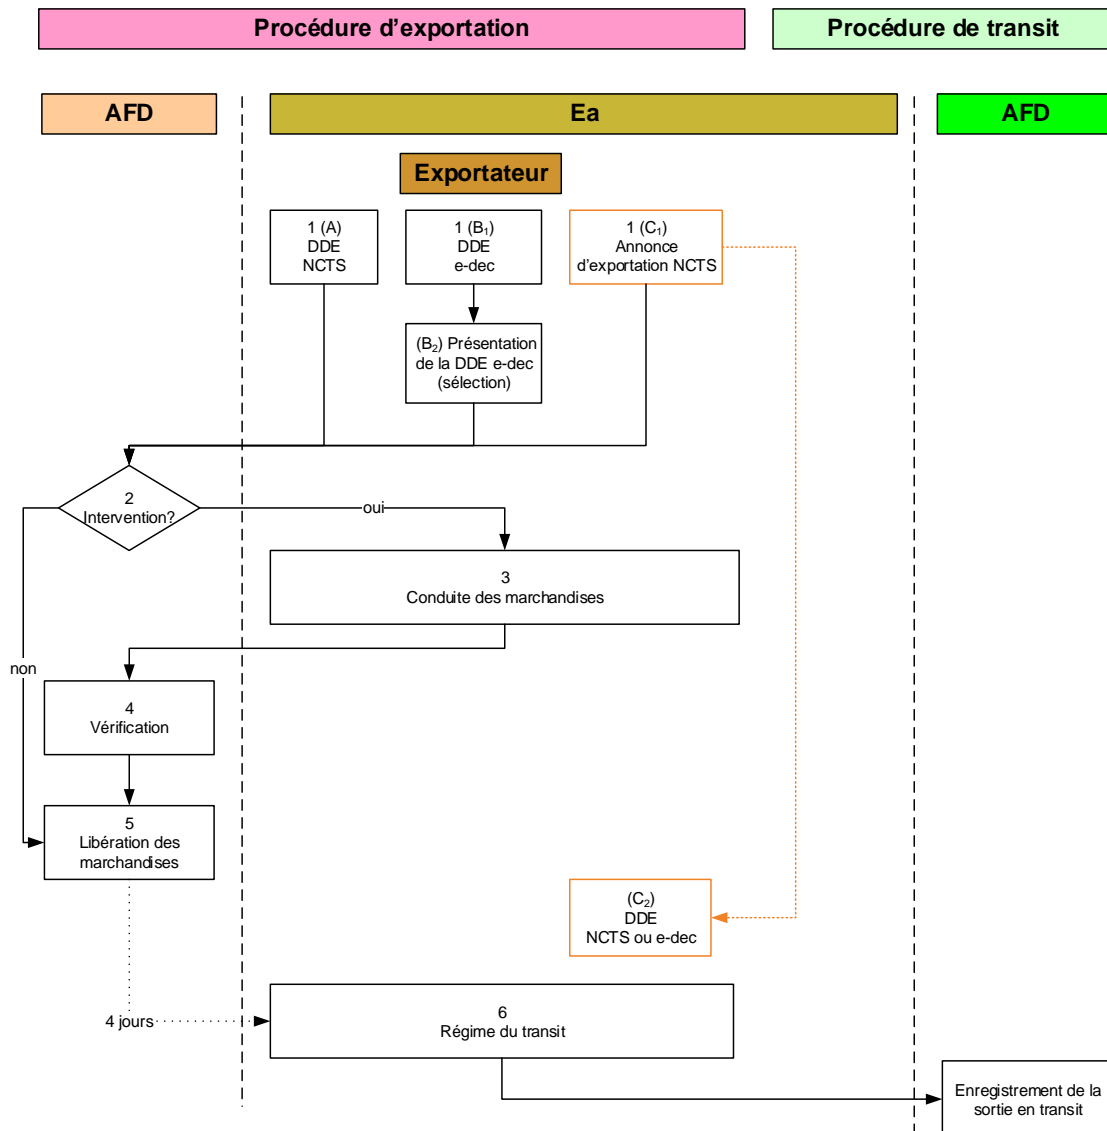 Procédure d'exportation
Procédure de transit
AFD
Ea
AFD
Exportateur
1 (A)
DDE
NCTS
1 (B₁)
DDE
e-dec
1 (C₁)
Annonce
d'exportation NCTS
(B₂) Présentation
de la DDE e-dec
(sélection)
2
Intervention?
oui
3
Conduite des marchandises
non
4
Vérification
5
Libération des
marchandises
(C₂)
DDE
NCTS ou e-dec
4 jours
6
Régime du transit
Enregistrement de la
sortie en transit